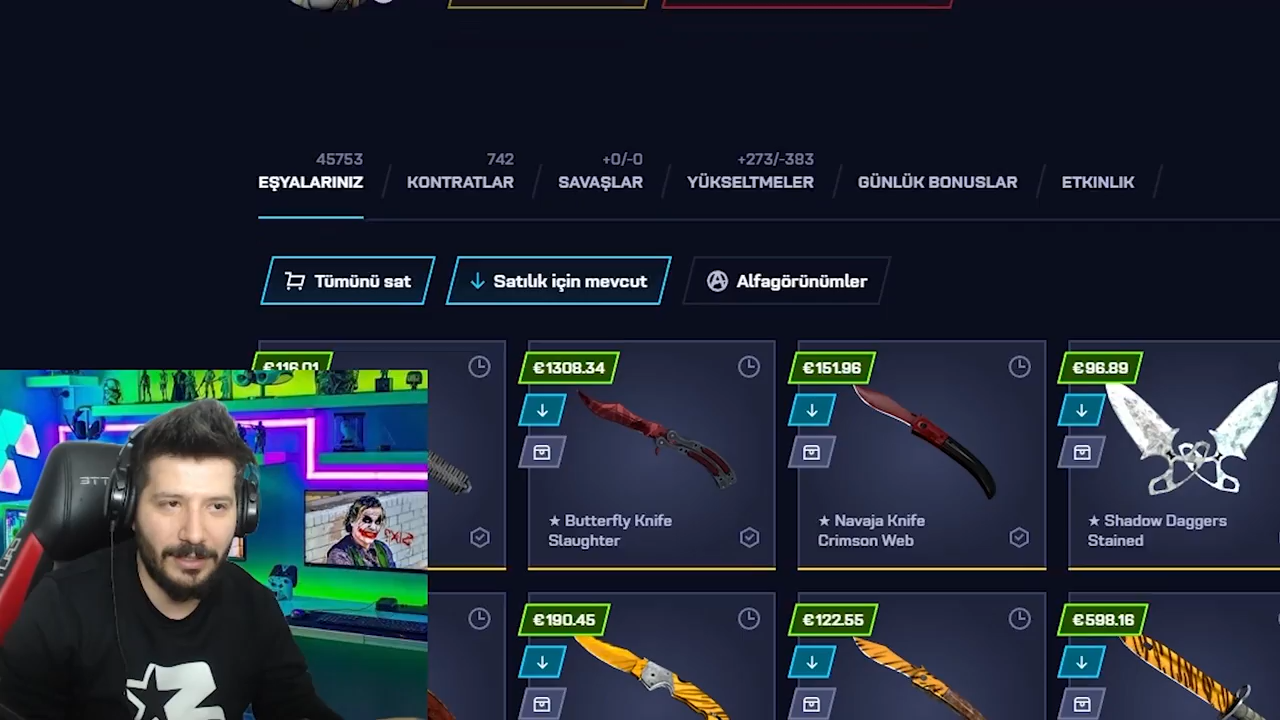 45753
EŞYALARINIZ
742
KONTRATLAR
+0/-0
SAVAŞLAR
+273/-383
YÜKSELTMELER
GÜNLÜK BONUSLAR
ETKINLIK
Tümünü sat
Satılık için mevcut
Alfagörünümler
€116.01
€1308.34
★ Butterfly Knife
Slaughter
€151.96
★ Navaja Knife
Crimson Web
€96.89
★ Shadow Daggers
Stained
€190.45
€122.55
€598.16